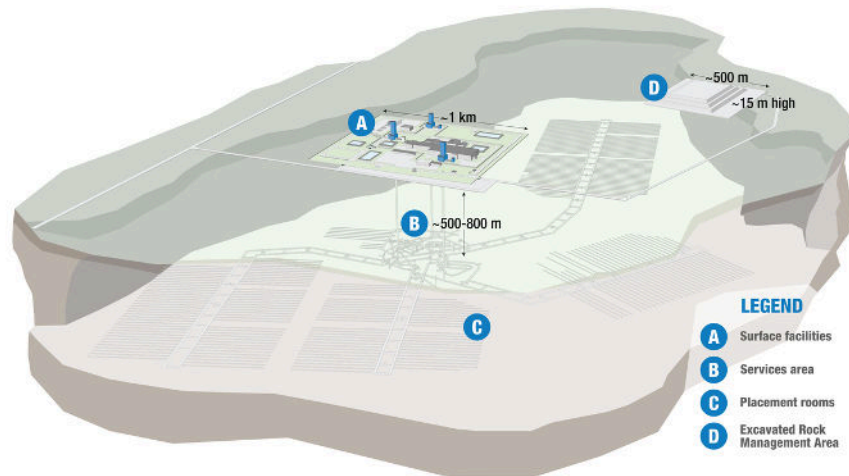 ~500 m
D
~15 m high
A
~1 km
B
~500-800 m
C
LEGEND
A Surface facilities
B Services area
C Placement rooms
D Excavated Rock
Management Area